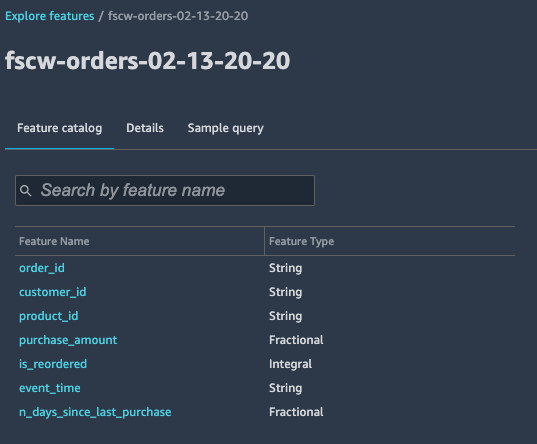 Explore features / fscw-orders-02-13-20-20
fscw-orders-02-13-20-20
Feature catalog Details Sample query
Search by feature name
Feature Name Feature Type
order_id String
customer_id String
product_id String
purchase_amount Fractional
is_reordered Integral
event_time String
n_days_since_last_purchase Fractional